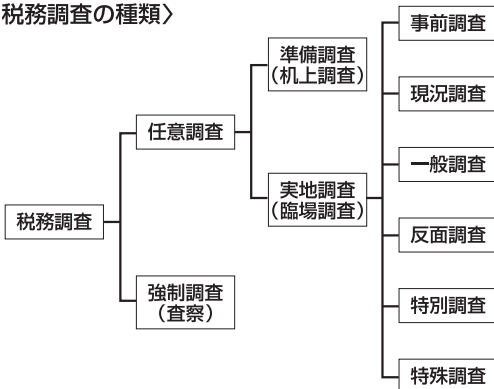 税務調査の種類〉
税務調査
任意調査
強制調査
（査察）
準備調査
（机上調査）
実地調査
（臨場調査）
事前調査
現況調査
一般調査
反面調査
特別調査
特殊調査